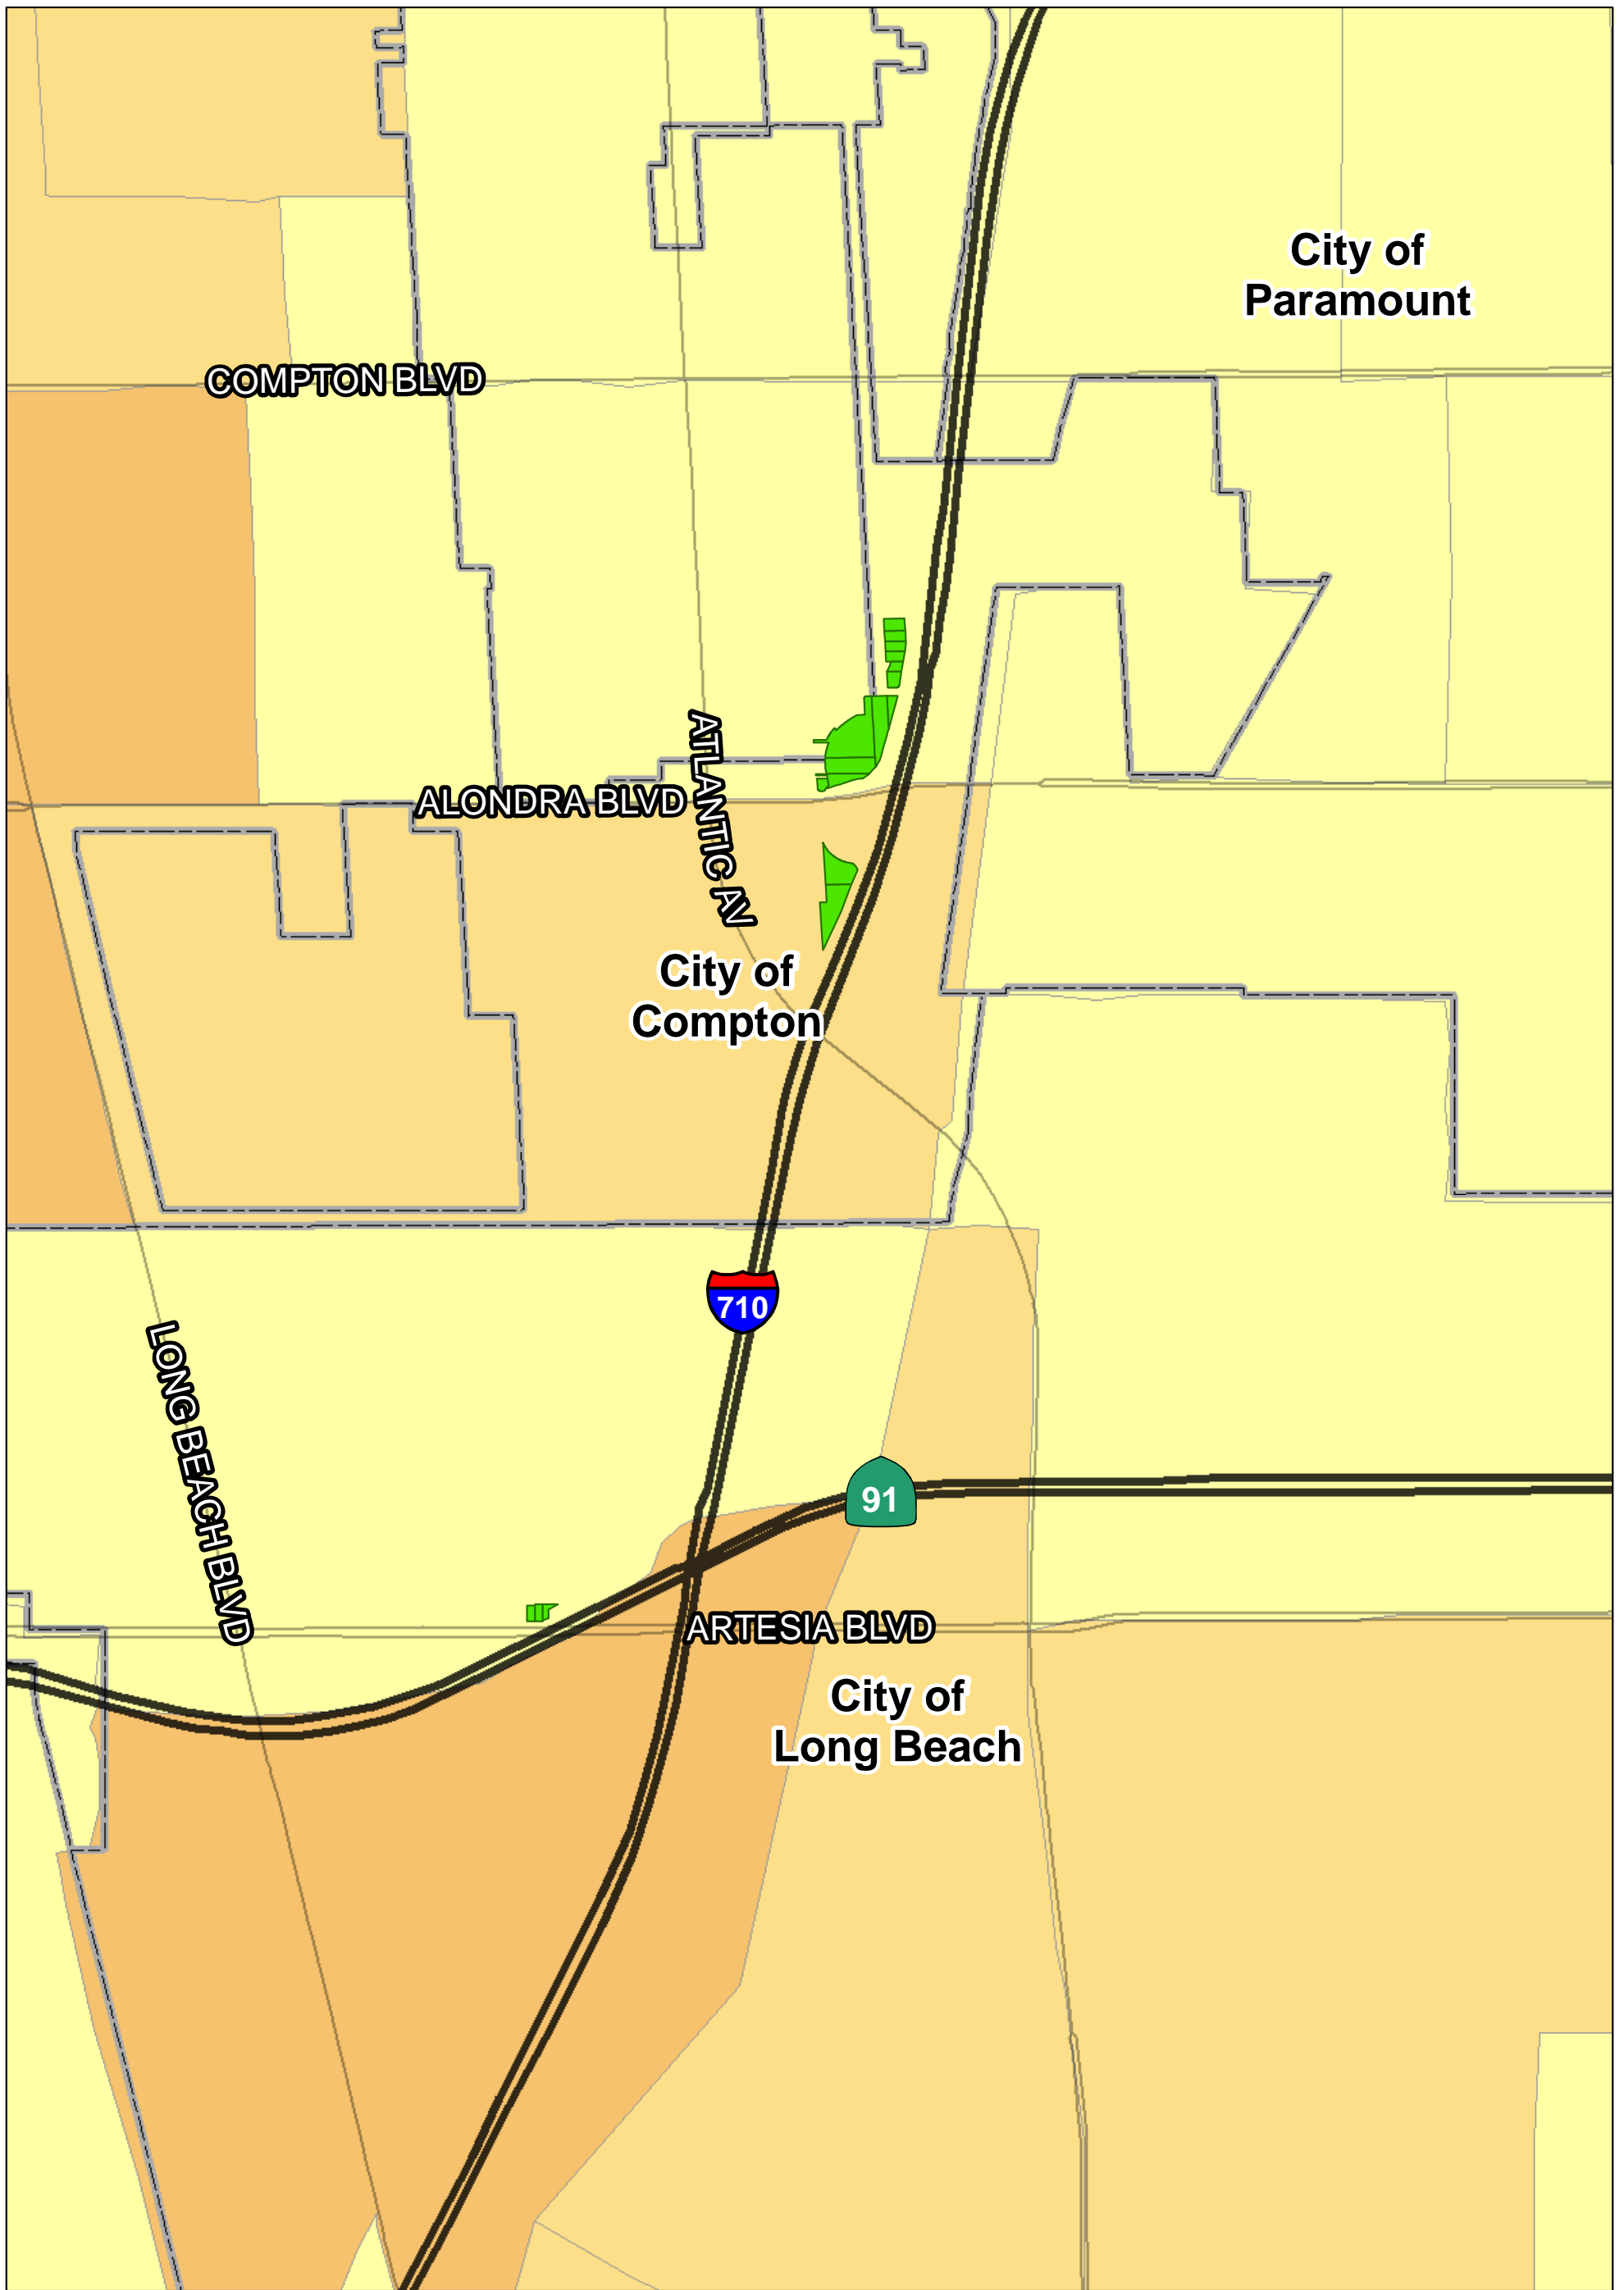 City of
Paramount
COMPTON BLVD
ATLANTIC AV
ALONDRA BLVD
City of
Compton
710
LONG BEACH BLVD
91
ARTESIA BLVD
City of
Long Beach